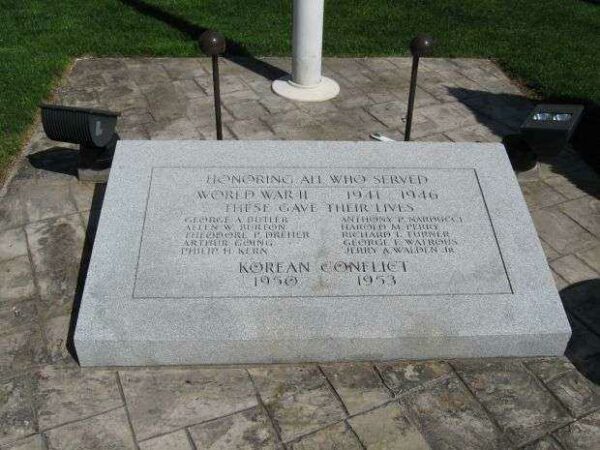 HONORING ALL WHO SERVED
WORLD WAR II 1941 1946
THESE GAVE THEIR LIVES
GEORGE A. BUTLER ANTHONY P. NARDUCCI
ALLEN W. BURTON HAROLD M. PERRY
THEODORE P. DREHER RICHARD T. TURNER
ARTHUR GOING GEORGE E. WATROUS
PHILIP H. KERN JERRY A. WALDEN JR
KOREAN CONFLICT
1950 1953